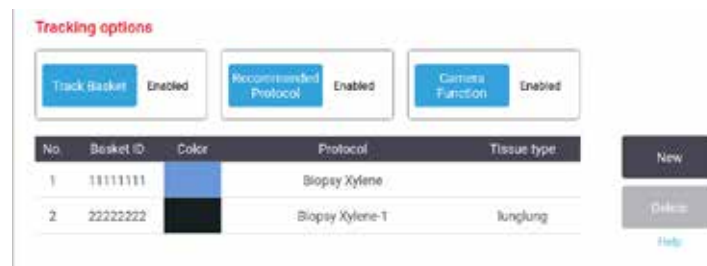 Tracking options
Track Basket Enabled
Recommended Protocol Enabled
Camera Function Enabled
No. Basket ID Color Protocol Tissue type
1 11111111 Biopsy Xylene
2 22222222 Biopsy Xylene-1 lunglung
New
Delete
Help